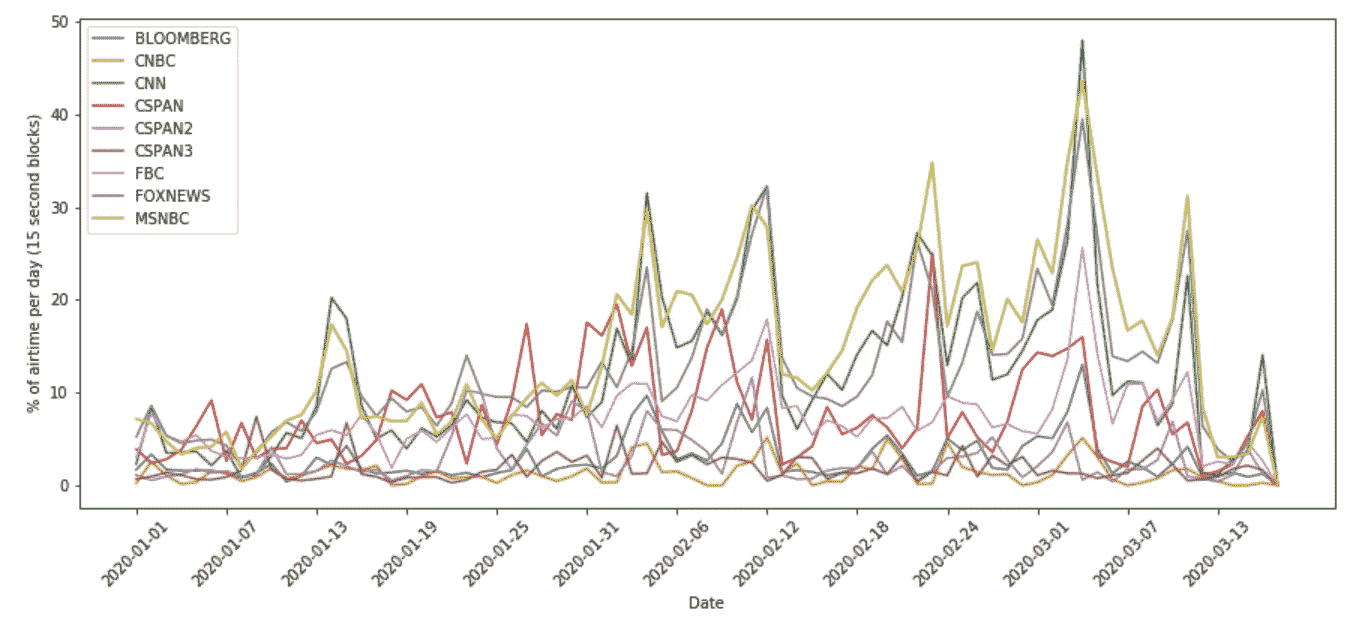 50
40
30
20
10
0
% of airtime per day (15 second blocks)
BLOOMBERG
CNBC
CNN
CSPAN
CSPAN2
CSPAN3
FBC
FOXNEWS
MSNBC
2020-01-01
2020-01-07
2020-01-13
2020-01-19
2020-01-25
2020-01-31
2020-02-06
2020-02-12
2020-02-18
2020-02-24
2020-03-01
2020-03-07
2020-03-13
Date